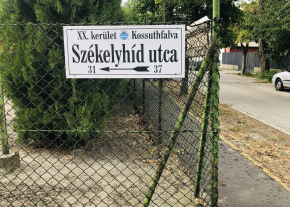 XX. kerület Kossuthfalva
Székelyhíd utca
31 37